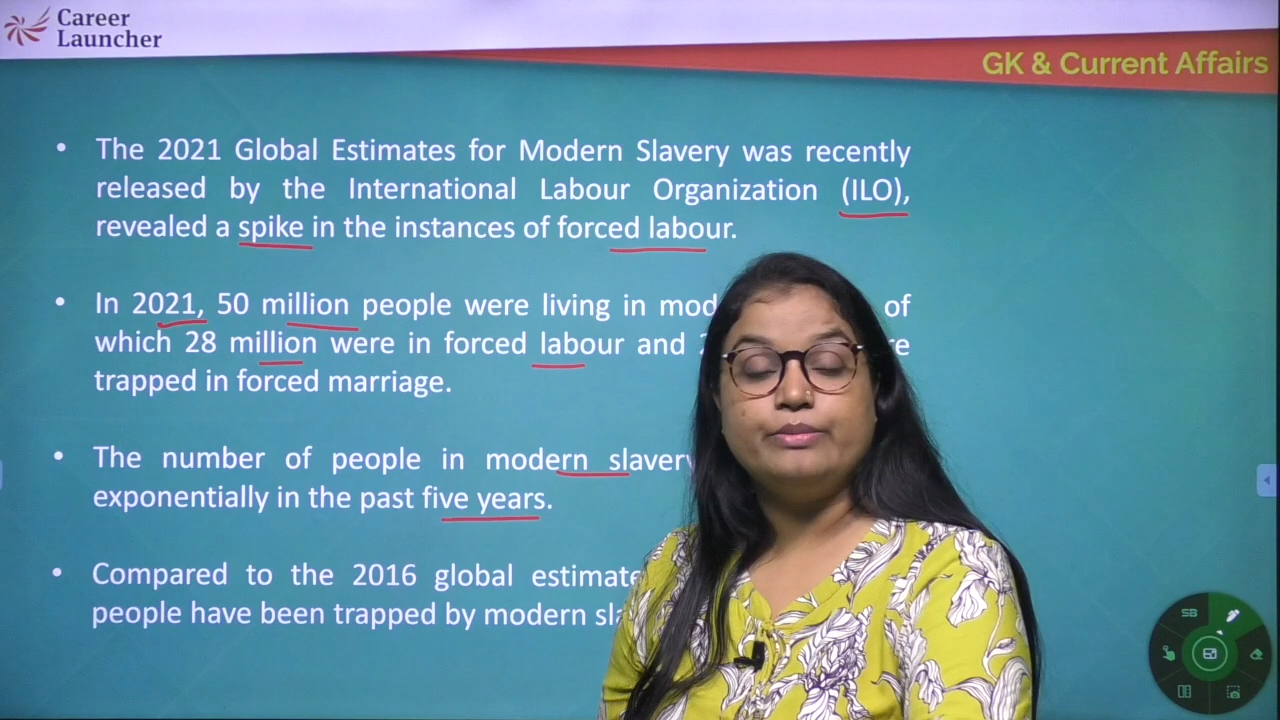 Career
Launcher
GK & Current Affairs
• The 2021 Global Estimates for Modern Slavery was recently
released by the International Labour Organization (ILO),
revealed a spike in the instances of forced labour.
• In 2021, 50 million people were living in of
which 28 million were in forced labour and
trapped in forced marriage.
• The number of people in modern slavery
exponentially in the past five years.
• Compared to the 2016 global
people have been trapped by modern
SB